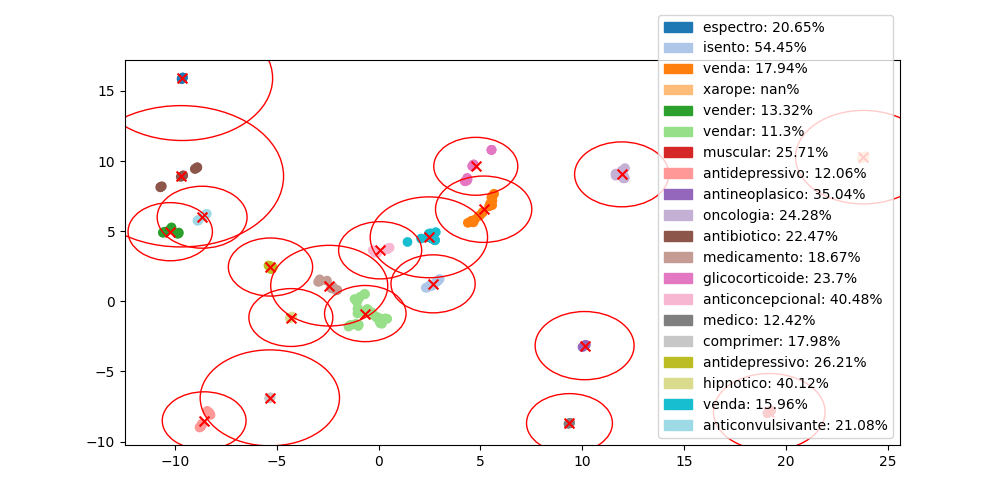 espectro: 20.65%
isento: 54.45%
venda: 17.94%
xarope: nan%
vender: 13.32%
vendar: 11.3%
muscular: 25.71%
antidepressivo: 12.06%
antineoplasico: 35.04%
oncologia: 24.28%
antibiotico: 22.47%
medicamento: 18.67%
glicocorticoide: 23.7%
anticoncepcional: 40.48%
medico: 12.42%
comprimer: 17.98%
antidepressivo: 26.21%
hipnotico: 40.12%
venda: 15.96%
anticonvulsivante: 21.08%
15
10
5
0
−5
−10
−10 −5 0 5 10 15 20 25